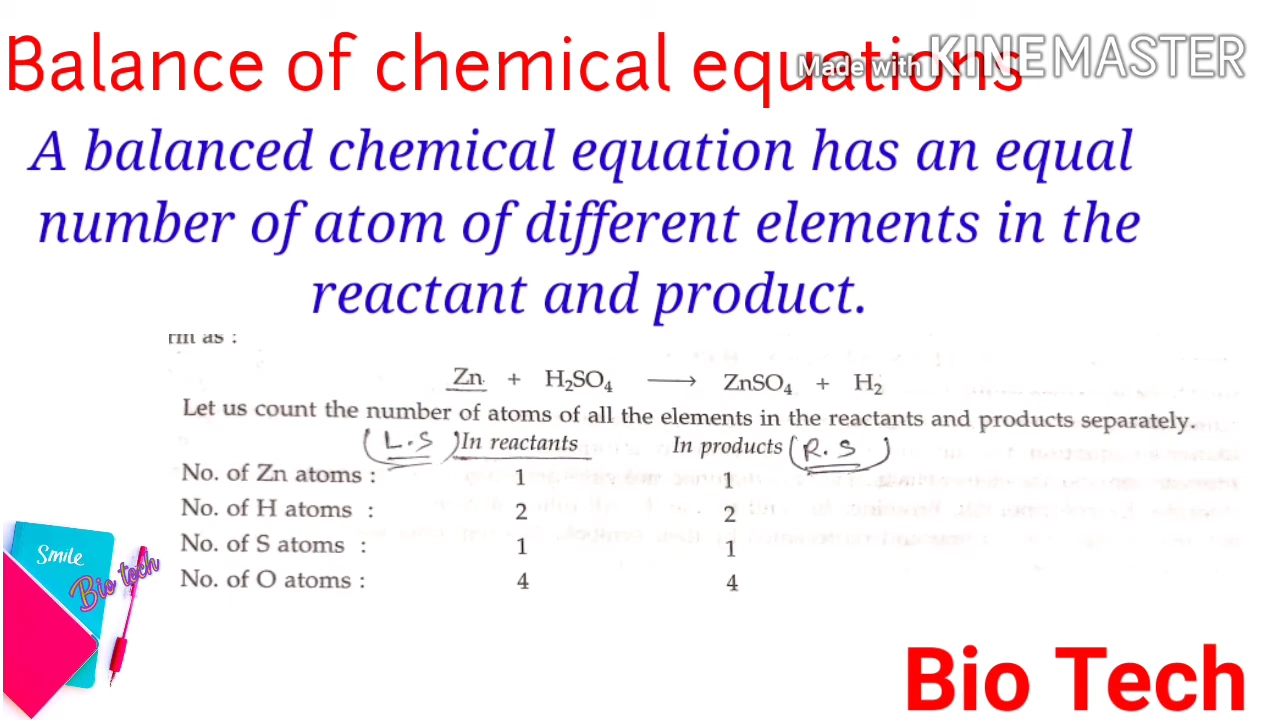 Balance of chemical equations
Made with KINEMASTER
A balanced chemical equation has an equal
number of atom of different elements in the
reactant and product.
rm as :
Zn + H₂SO₄ ⟶ ZnSO₄ + H₂
Let us count the number of atoms of all the elements in the reactants and products separately.
(L.S) In reactants In products (R.S)
No. of Zn atoms : 1 1
No. of H atoms : 2 2
No. of S atoms : 1 1
No. of O atoms : 4 4
Smile
Bio tech
Bio Tech